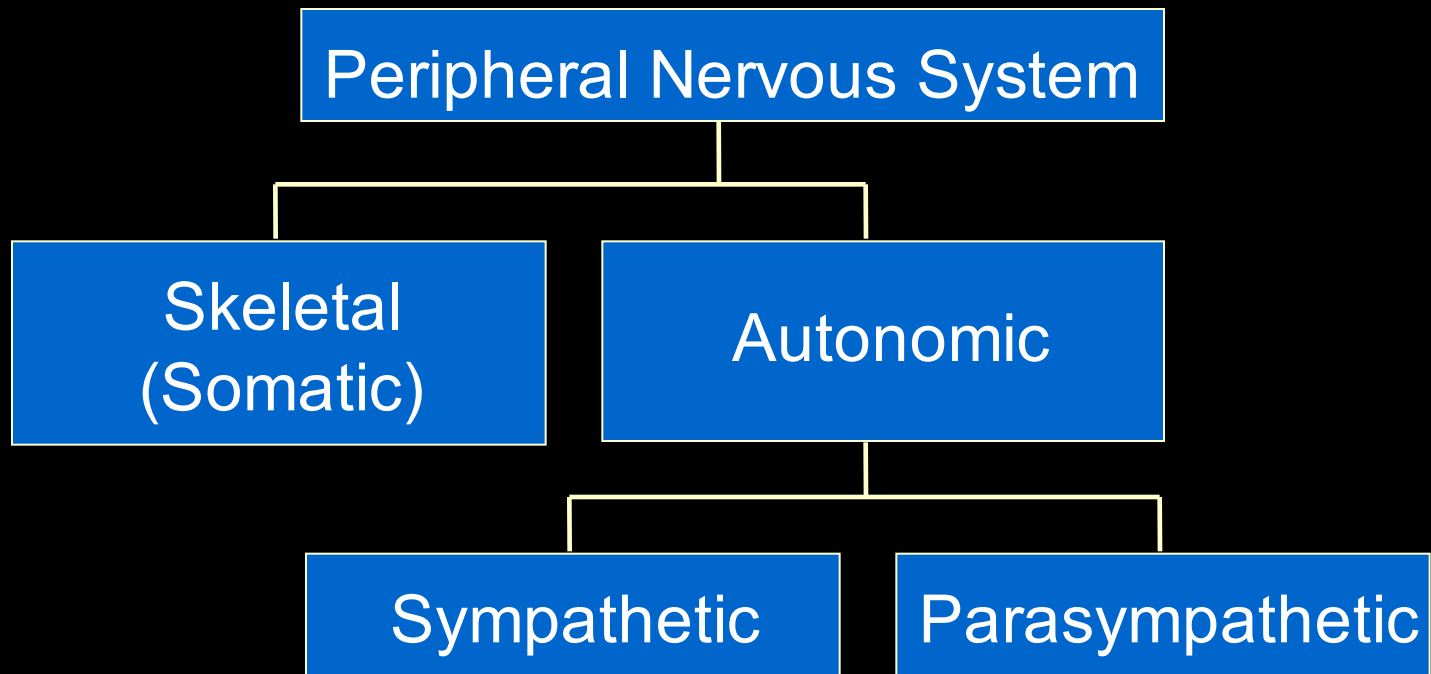 Peripheral Nervous System
Skeletal
(Somatic)
Autonomic
Sympathetic
Parasympathetic